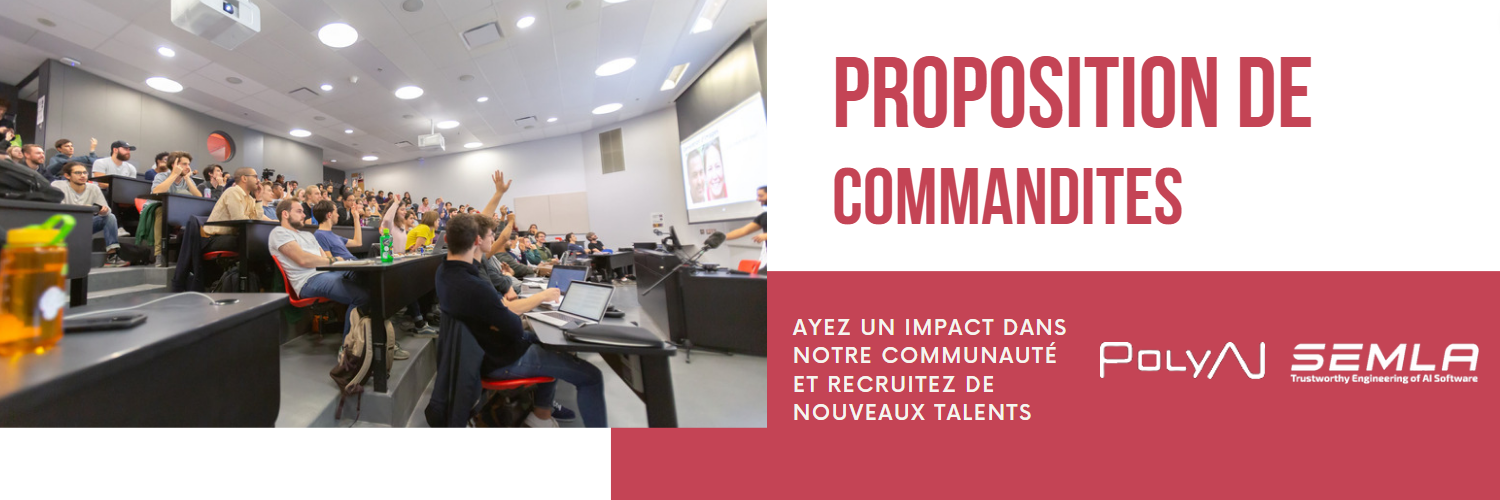 PROPOSITION DE
COMMANDITES
AYEZ UN IMPACT DANS
NOTRE COMMUNAUTÉ
ET RECRUITEZ DE
NOUVEAUX TALENTS
PolyAI
SEMLA
Trustworthy Engineering of AI Software